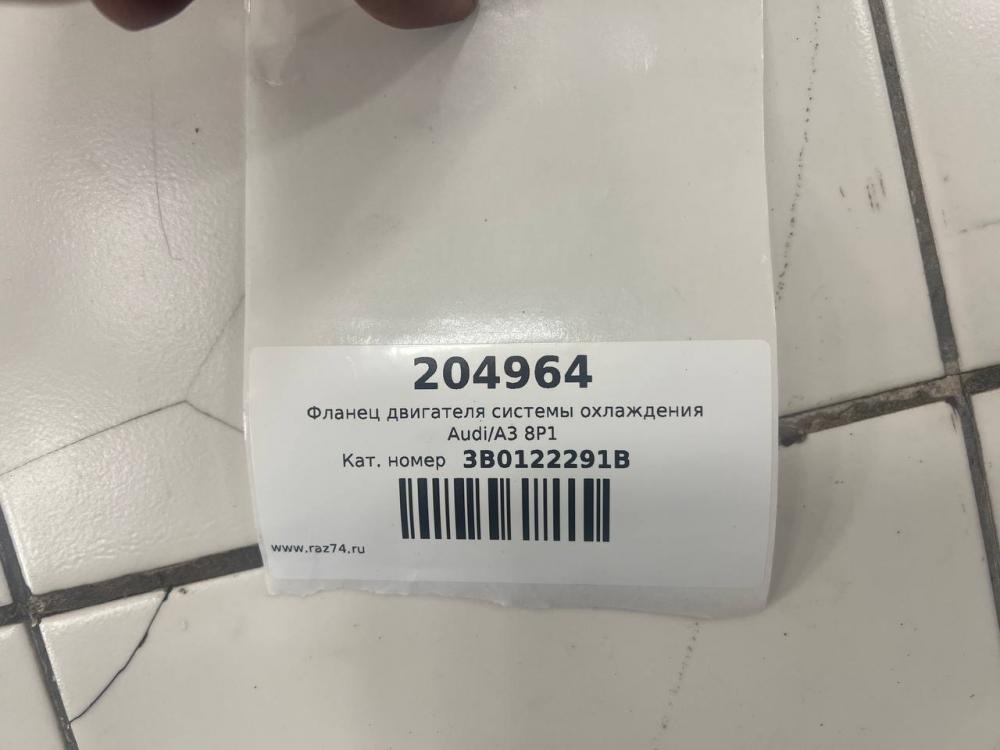 204964
Фланец двигателя системы охлаждения
Audi/A3 8P1
Кат. номер 3B0122291B
www.raz74.ru